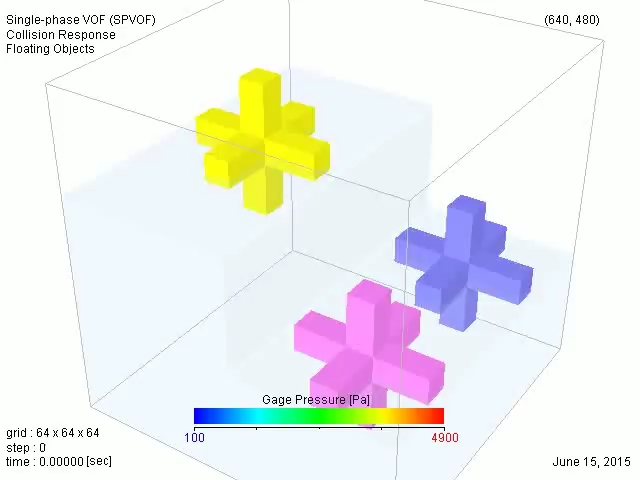 Single-phase VOF (SPVOF)
(640, 480)
Collision Response
Floating Objects
Gage Pressure [Pa]
100
4900
grid : 64 x 64 x 64
step : 0
time : 0.00000 [sec]
June 15, 2015